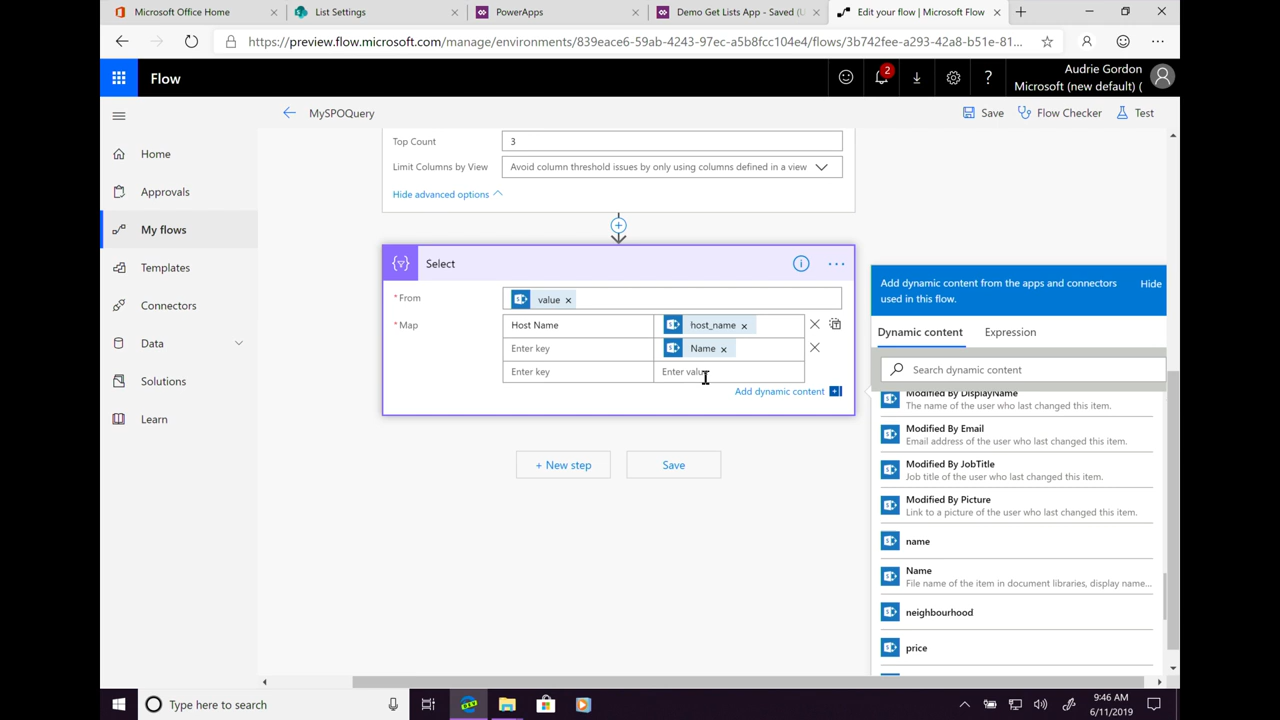 Microsoft Office Home
List Settings
PowerApps
Demo Get Lists App - Saved (U
Edit your flow | Microsoft Flow
https://preview.flow.microsoft.com/manage/environments/839eace6-59ab-4243-97ec-a5b8fcc104e4/flows/3b742fee-a293-42a8-b51e-81...
Flow
2
?
Audrie Gordon
Microsoft (new default) (
MySPOQuery
Save
Flow Checker
Test
Home
Approvals
My flows
Templates
Connectors
Data
Solutions
Learn
Top Count
3
Limit Columns by View
Avoid column threshold issues by only using columns defined in a view
Hide advanced options
Select
* From
value
* Map
Host Name
host_name
Enter key
Name
Enter key
Enter value
Add dynamic content
+ New step
Save
Add dynamic content from the apps and connectors
used in this flow.
Hide
Dynamic content
Expression
Search dynamic content
Modified By DisplayName
The name of the user who last changed this item.
Modified By Email
Email address of the user who last changed this item.
Modified By JobTitle
Job title of the user who last changed this item.
Modified By Picture
Link to a picture of the user who last changed this item.
name
Name
File name of the item in document libraries, display name...
neighbourhood
price
Type here to search
9:46 AM
6/11/2019